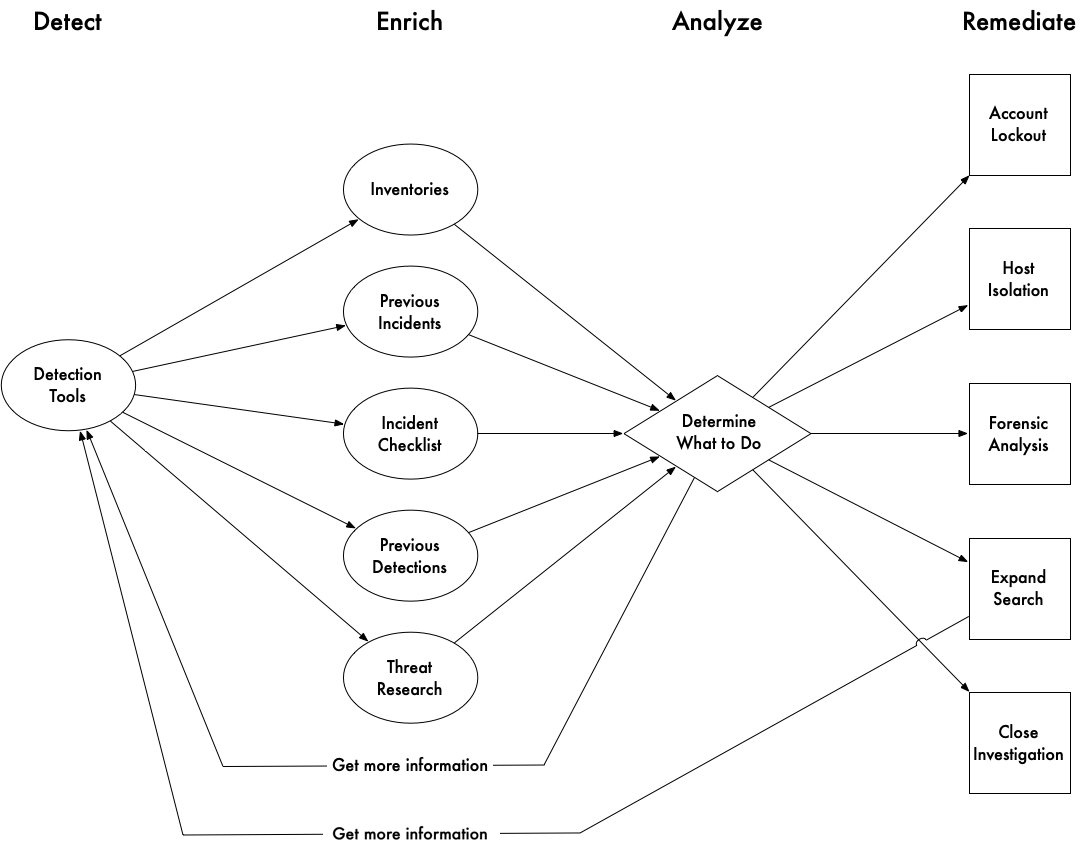 Detect
Enrich
Analyze
Remediate
Detection
Tools
Inventories
Previous
Incidents
Incident
Checklist
Previous
Detections
Threat
Research
Determine
What to Do
Account
Lockout
Host
Isolation
Forensic
Analysis
Expand
Search
Close
Investigation
Get more information
Get more information